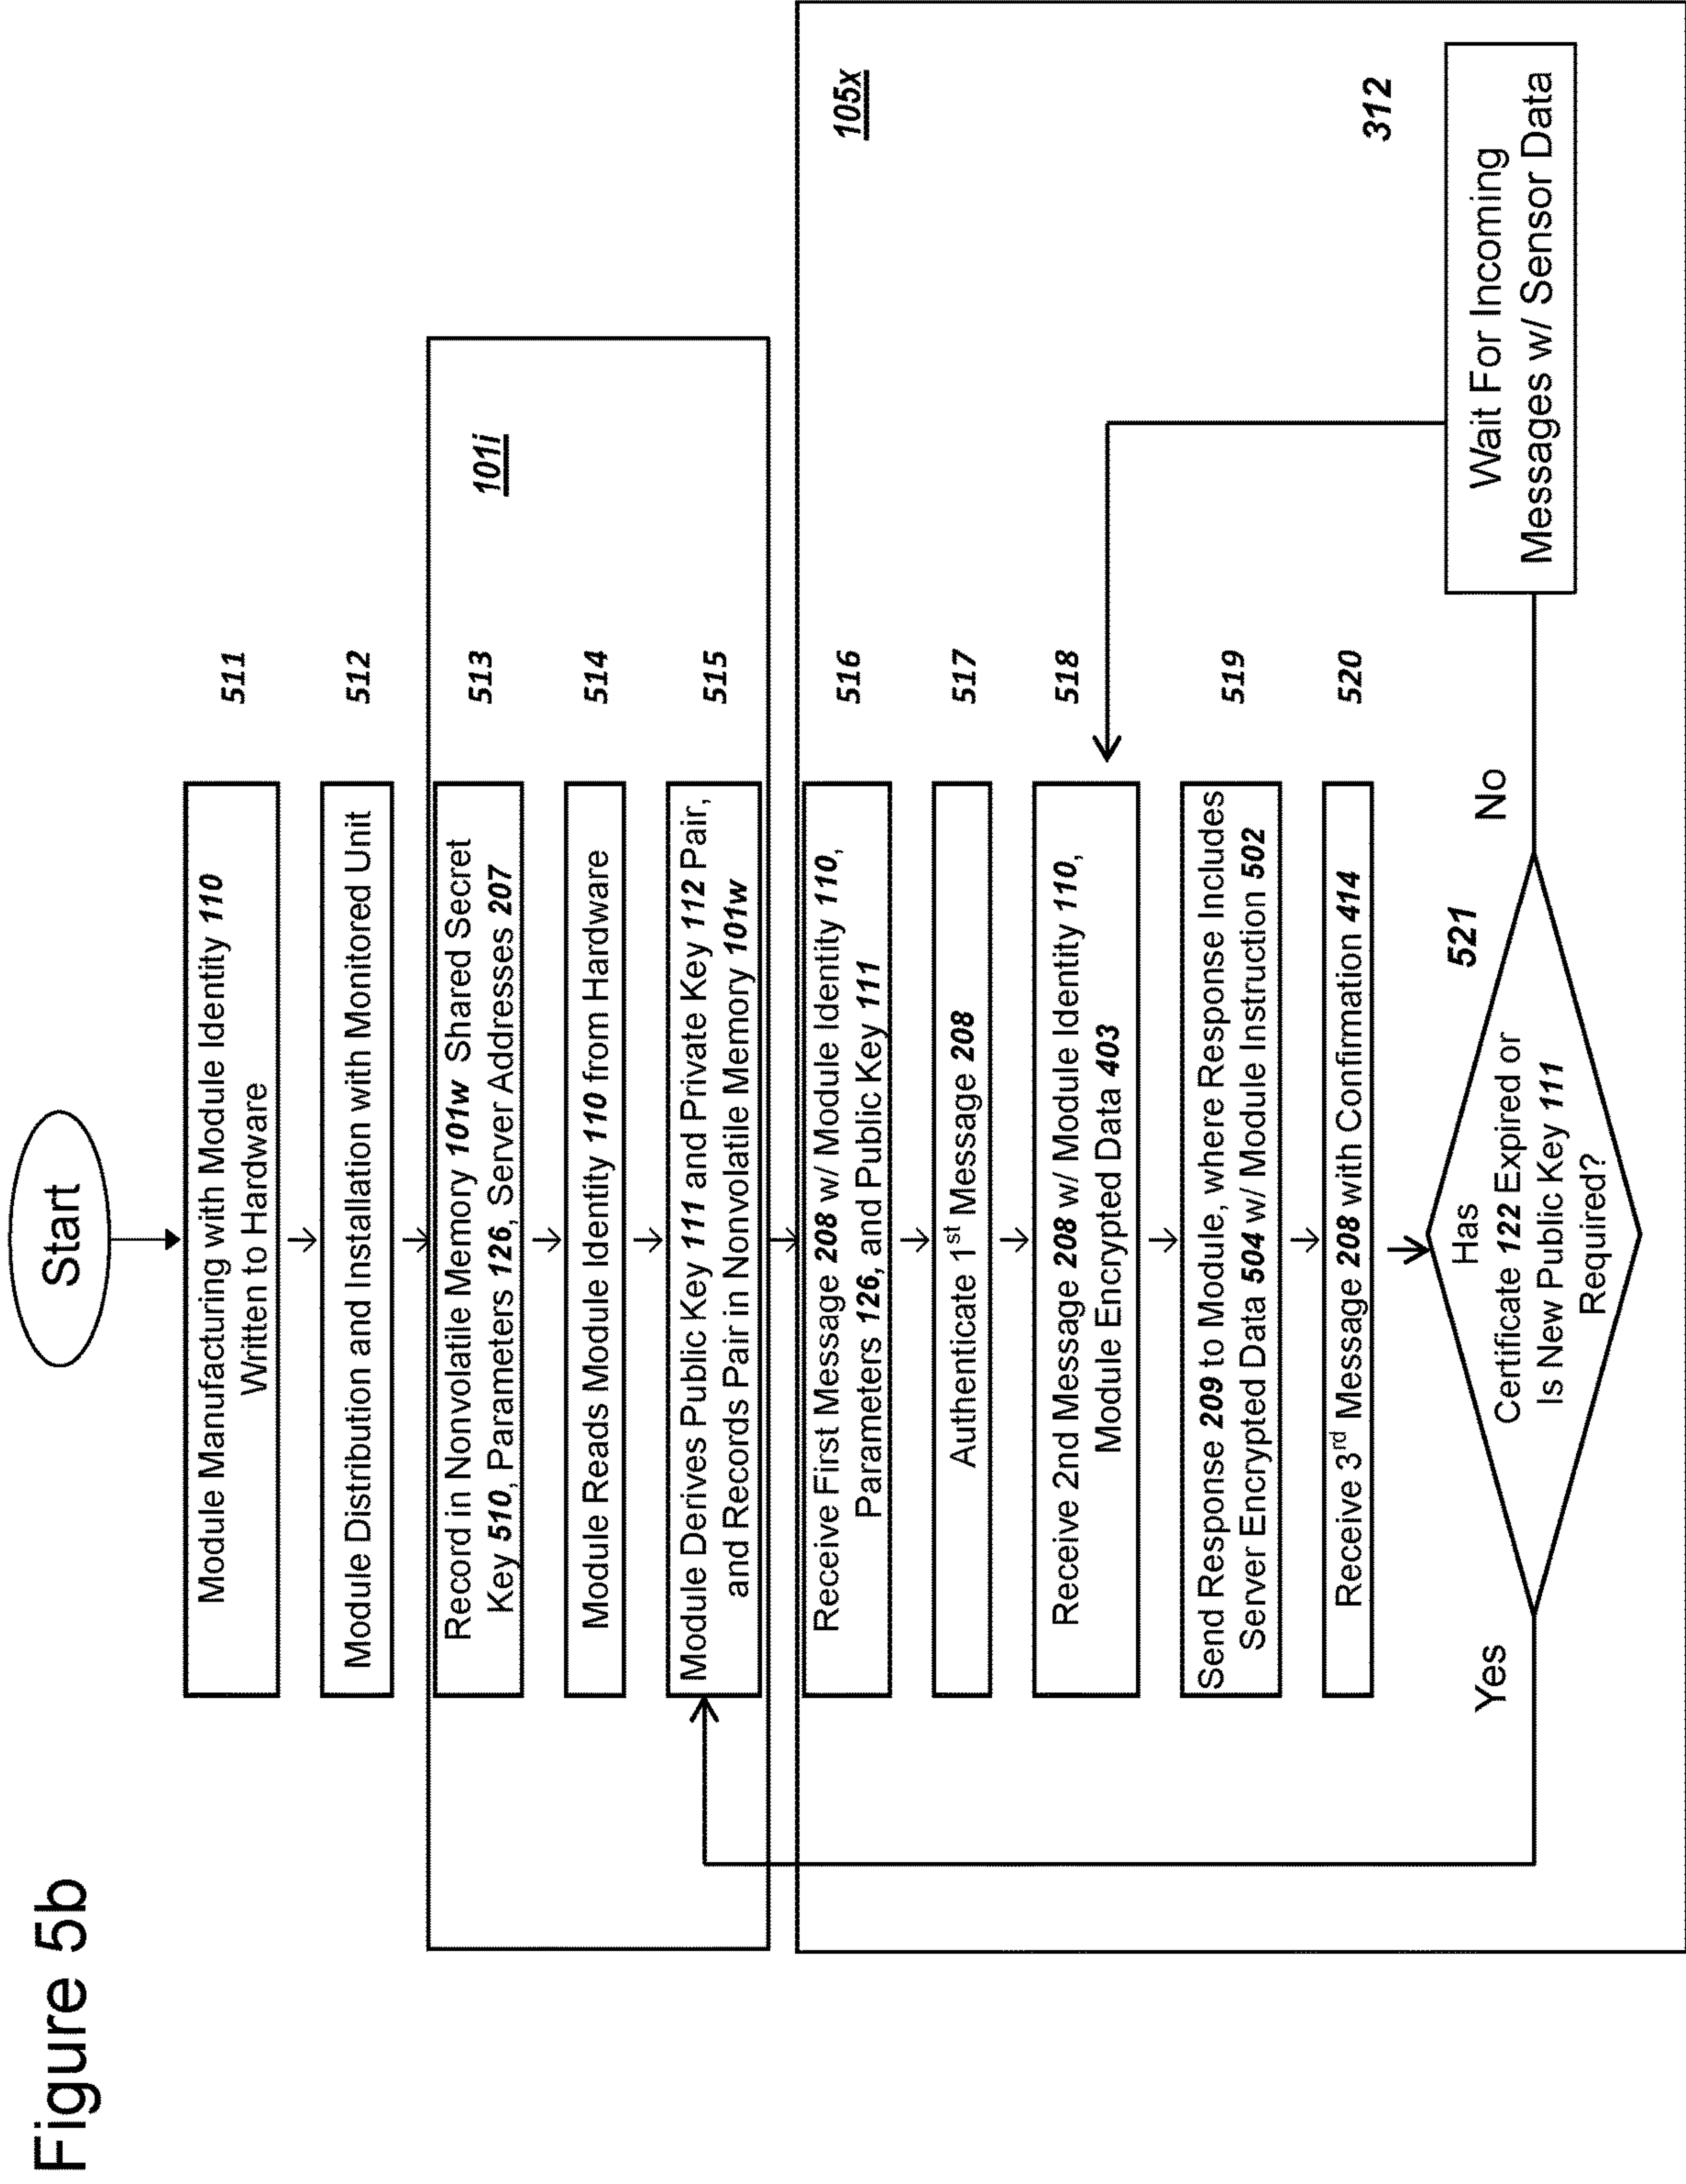 Figure 5b
Start
Module Manufacturing with Module Identity 110
Written to Hardware
511
Module Distribution and Installation with Monitored Unit
512
101i
Record in Nonvolatile Memory 101w Shared Secret
Key 510, Parameters 126, Server Addresses 207
513
Module Reads Module Identity 110 from Hardware
514
Module Derives Public Key 111 and Private Key 112 Pair,
and Records Pair in Nonvolatile Memory 101w
515
105x
Receive First Message 208 w/ Module Identity 110,
Parameters 126, and Public Key 111
516
Authenticate 1st Message 208
517
Receive 2nd Message 208 w/ Module Identity 110,
Module Encrypted Data 403
518
Send Response 209 to Module, where Response Includes
Server Encrypted Data 504 w/ Module Instruction 502
519
Receive 3rd Message 208 with Confirmation 414
520
521
Has
Certificate 122 Expired or
Is New Public Key 111
Required?
Yes
No
312
Wait For Incoming
Messages w/ Sensor Data